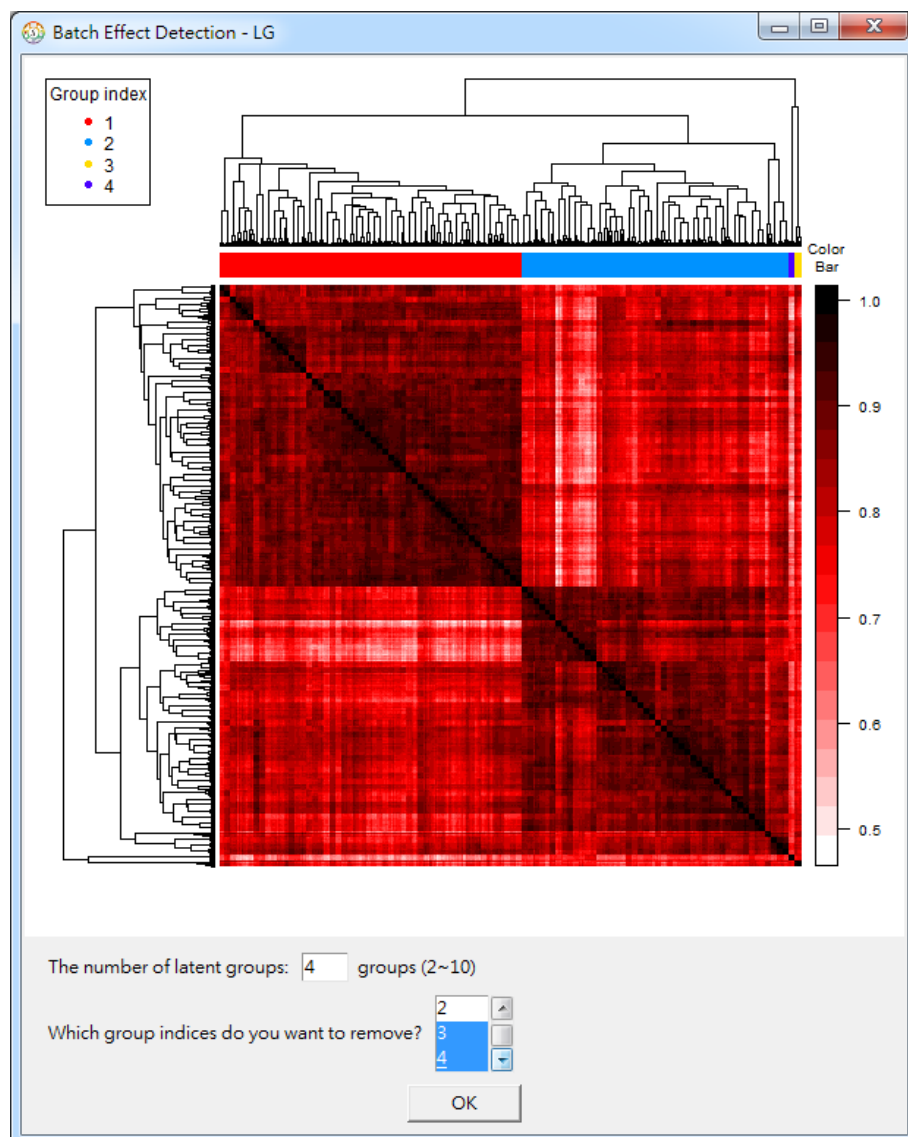 Batch Effect Detection - LG
Group index
1
2
3
4
Color
Bar
1.0
0.9
0.8
0.7
0.6
0.5
The number of latent groups: 4 groups (2~10)
Which group indices do you want to remove?
2
3
4
OK